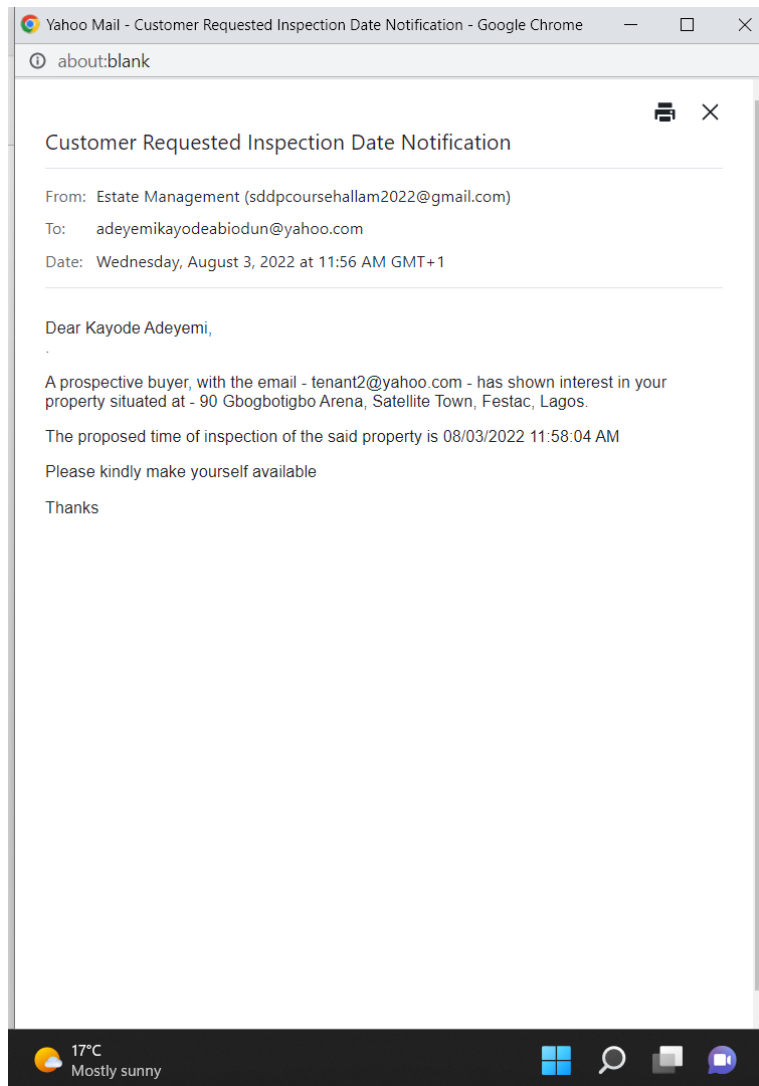 Yahoo Mail - Customer Requested Inspection Date Notification - Google Chrome
about:blank
Customer Requested Inspection Date Notification
From: Estate Management (sddpcoursehallam2022@gmail.com)
To: adeyemikayodeabiodun@yahoo.com
Date: Wednesday, August 3, 2022 at 11:56 AM GMT+1
Dear Kayode Adeyemi,
.
A prospective buyer, with the email - tenant2@yahoo.com - has shown interest in your
property situated at - 90 Gbogbotigbo Arena, Satellite Town, Festac, Lagos.
The proposed time of inspection of the said property is 08/03/2022 11:58:04 AM
Please kindly make yourself available
Thanks
17°C
Mostly sunny